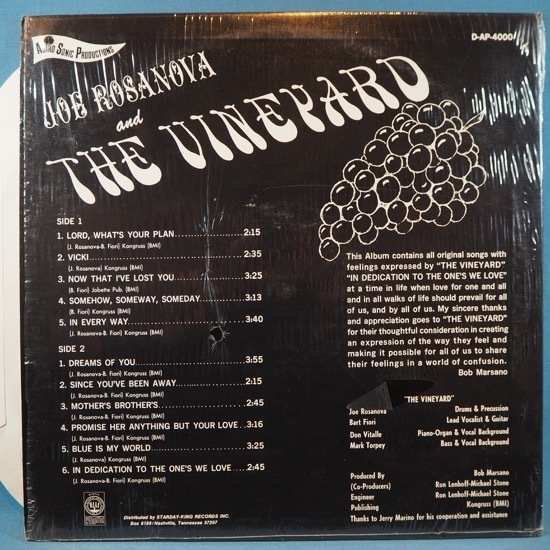 Astro Sonic Productions
D-AP-4000
JOE ROSANOVA
and
THE VINEYARD
SIDE 1
1. LORD, WHAT'S YOUR PLAN 2:15
(J. Rosanova-B. Fiori) Kongruss (BMI)
2. VICKI 2:35
(J. Rosanova) Kongruss (BMI)
3. NOW THAT I'VE LOST YOU 3:25
(B. Fiori) Jobette Pub. (BMI)
4. SOMEHOW, SOMEWAY, SOMEDAY 3:13
(B. Fiori) Kongruss (BMI)
5. IN EVERY WAY 3:40
(J. Rosanova-B. Fiori) Kongruss (BMI)
SIDE 2
1. DREAMS OF YOU 3:55
(J. Rosanova-B. Fiori) Kongruss (BMI)
2. SINCE YOU'VE BEEN AWAY 2:15
(J. Rosanova-B. Fiori) Kongruss (BMI)
3. MOTHER'S BROTHER'S 2:45
(J. Rosanova-B. Fiori) Kongruss (BMI)
4. PROMISE HER ANYTHING BUT YOUR LOVE 3:16
(J. Rosanova-B. Fiori) Kongruss (BMI)
5. BLUE IS MY WORLD 3:25
(J. Rosanova) Kongruss (BMI)
6. IN DEDICATION TO THE ONE'S WE LOVE 2:45
(J. Rosanova-B. Fiori) Kongruss (BMI)
This Album contains all original songs with
feelings expressed by "THE VINEYARD"
"IN DEDICATION TO THE ONE'S WE LOVE"
at a time in life when love for one and all
and in all walks of life should prevail for all
of us, and by all of us. My sincere thanks
and appreciation goes to "THE VINEYARD"
for their thoughtful consideration in creating
an expression of the way they feel and
making it possible for all of us to share
their feelings in a world of confusion.
Bob Marsano
"THE VINEYARD"
Joe Rosanova Drums & Precussion
Bart Fiori Lead Vocalist & Guitar
Don Vitalle Piano-Organ & Vocal Background
Mark Torpey Bass & Vocal Background
Produced By Bob Marsano
(Co-Producers) Ron Lenhoff-Michael Stone
Engineer Ron Lenhoff-Michael Stone
Publishing Kongruss (BMI)
Thanks to Jerry Marino for his cooperation and assistance
Distributed by STARDAY-KING RECORDS INC.
Box 8188/Nashville, Tennessee 37207